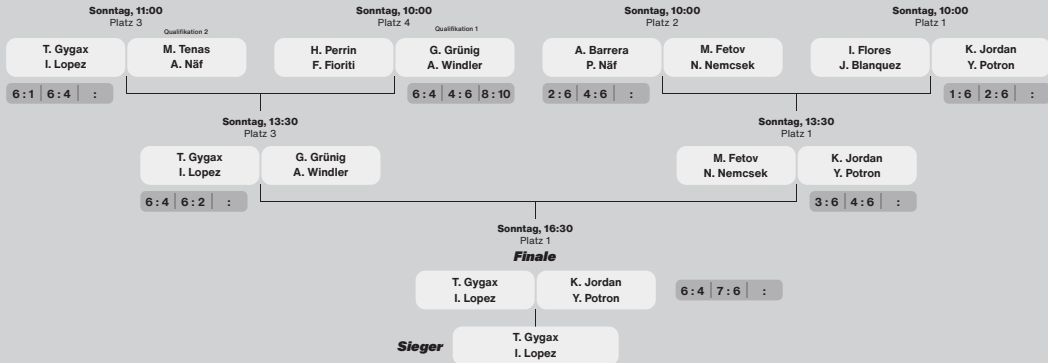 Sonntag, 11:00
Platz 3
Qualifikation 2
T. Gygax
I. Lopez
M. Tenas
A. Näf
6:1 | 6:4 | :
Sonntag, 10:00
Platz 4
Qualifikation 1
H. Perrin
F. Fioriti
G. Grünig
A. Windler
6:4 | 4:6 | 8:10
Sonntag, 10:00
Platz 2
A. Barrera
P. Näf
M. Fetov
N. Nemcsek
2:6 | 4:6 | :
Sonntag, 10:00
Platz 1
I. Flores
J. Blanquez
K. Jordan
Y. Potron
1:6 | 2:6 | :
Sonntag, 13:30
Platz 3
T. Gygax
I. Lopez
G. Grünig
A. Windler
6:4 | 6:2 | :
Sonntag, 13:30
Platz 1
M. Fetov
N. Nemcsek
K. Jordan
Y. Potron
3:6 | 4:6 | :
Sonntag, 16:30
Platz 1
Finale
T. Gygax
I. Lopez
K. Jordan
Y. Potron
6:4 | 7:6 | :
Sieger
T. Gygax
I. Lopez